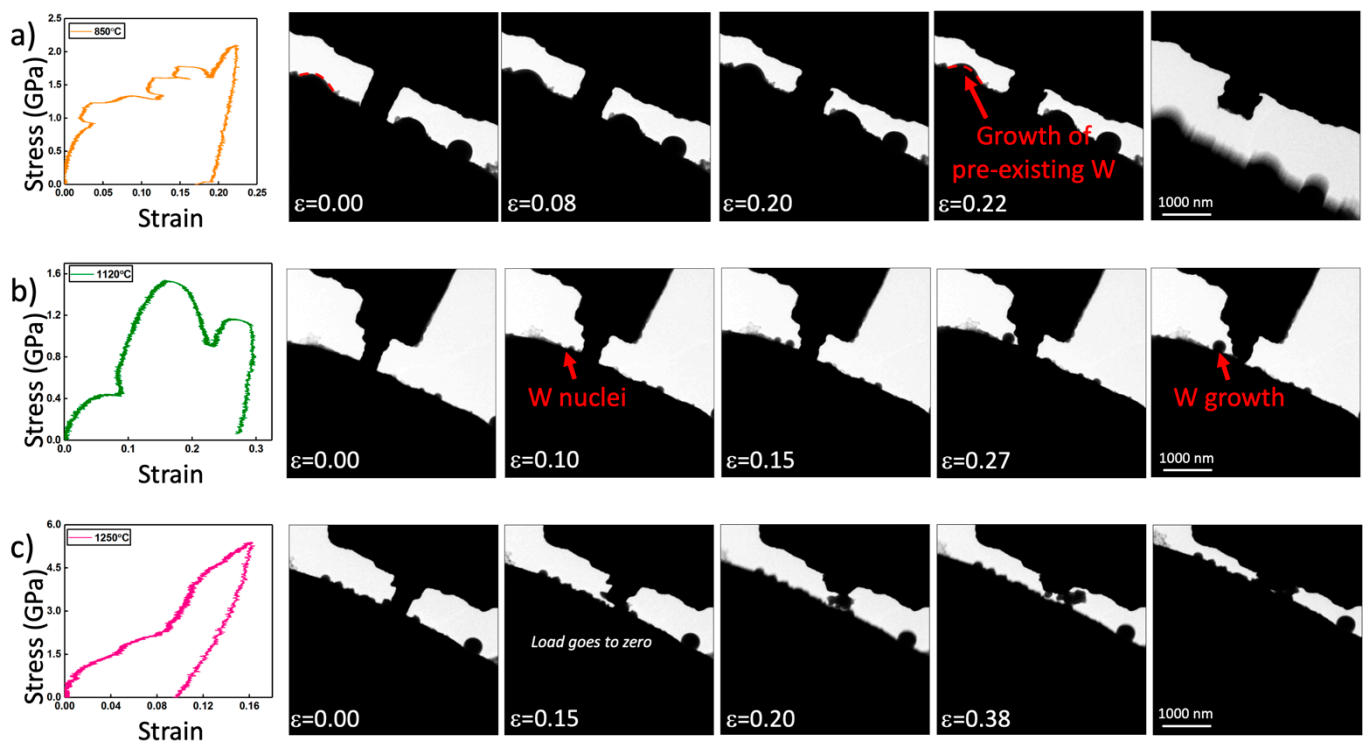 a)
850°C
Stress (GPa)
2.5
2.0
1.5
1.0
0.5
0.0
0.00 0.05 0.10 0.15 0.20 0.25
Strain
ε=0.00
ε=0.08
ε=0.20
Growth of
pre-existing W
ε=0.22
1000 nm
b)
1120°C
Stress (GPa)
1.6
1.2
0.8
0.4
0.0
0.0 0.1 0.2 0.3
Strain
ε=0.00
W nuclei
ε=0.10
ε=0.15
ε=0.27
W growth
1000 nm
c)
1250°C
Stress (GPa)
6.0
4.5
3.0
1.5
0.0
0.00 0.04 0.08 0.12 0.16
Strain
ε=0.00
Load goes to zero
ε=0.15
ε=0.20
ε=0.38
1000 nm